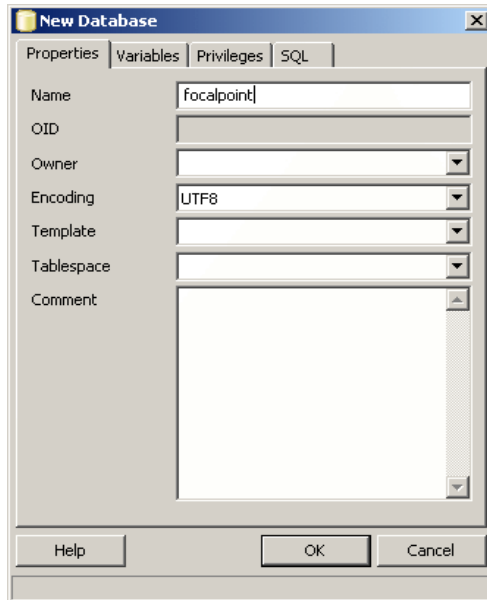 New Database
Properties Variables Privileges SQL
Name focalpoint
OID
Owner
Encoding UTF8
Template
Tablespace
Comment
Help OK Cancel